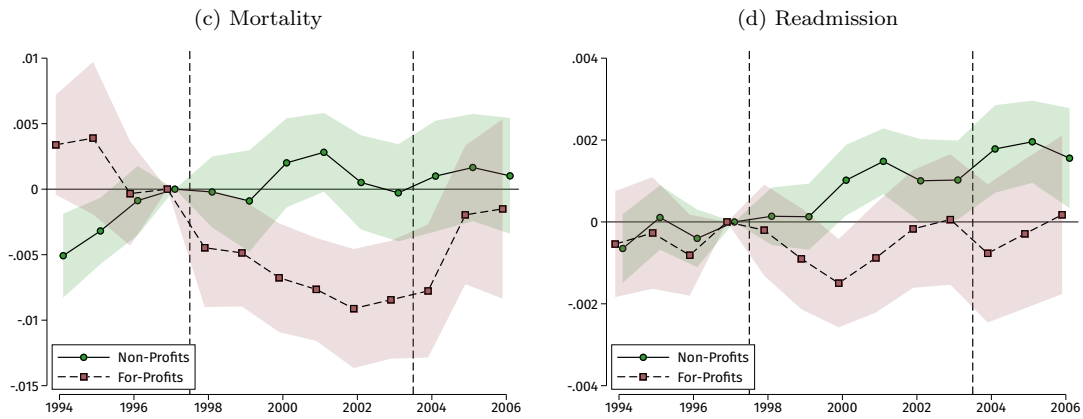 (c) Mortality
.01
.005
0
-.005
-.01
-.015
Non-Profits
For-Profits
1994 1996 1998 2000 2002 2004 2006
(d) Readmission
.004
.002
0
-.002
-.004
Non-Profits
For-Profits
1994 1996 1998 2000 2002 2004 2006